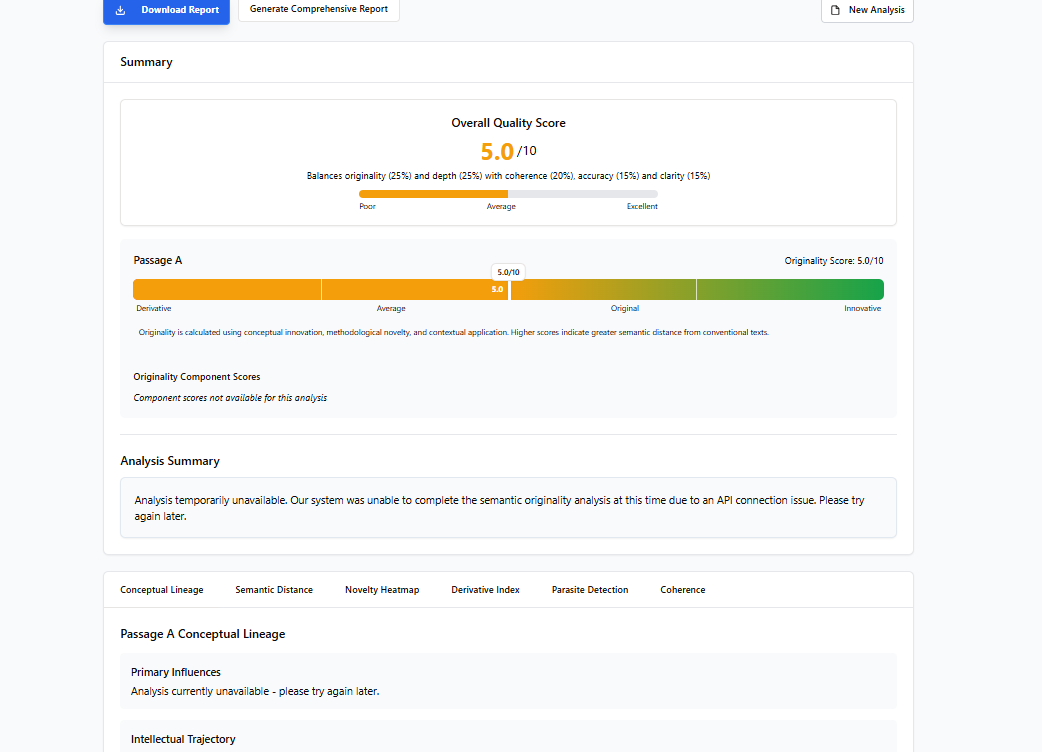 Download Report
Generate Comprehensive Report
New Analysis
Summary
Overall Quality Score
5.0/10
Balances originality (25%) and depth (25%) with coherence (20%), accuracy (15%) and clarity (15%)
Poor Average Excellent
Passage A
Originality Score: 5.0/10
5.0/10
5.0
Derivative Average Original Innovative
Originality is calculated using conceptual innovation, methodological novelty, and contextual application. Higher scores indicate greater semantic distance from conventional texts.
Originality Component Scores
Component scores not available for this analysis
Analysis Summary
Analysis temporarily unavailable. Our system was unable to complete the semantic originality analysis at this time due to an API connection issue. Please try
again later.
Conceptual Lineage Semantic Distance Novelty Heatmap Derivative Index Parasite Detection Coherence
Passage A Conceptual Lineage
Primary Influences
Analysis currently unavailable - please try again later.
Intellectual Trajectory